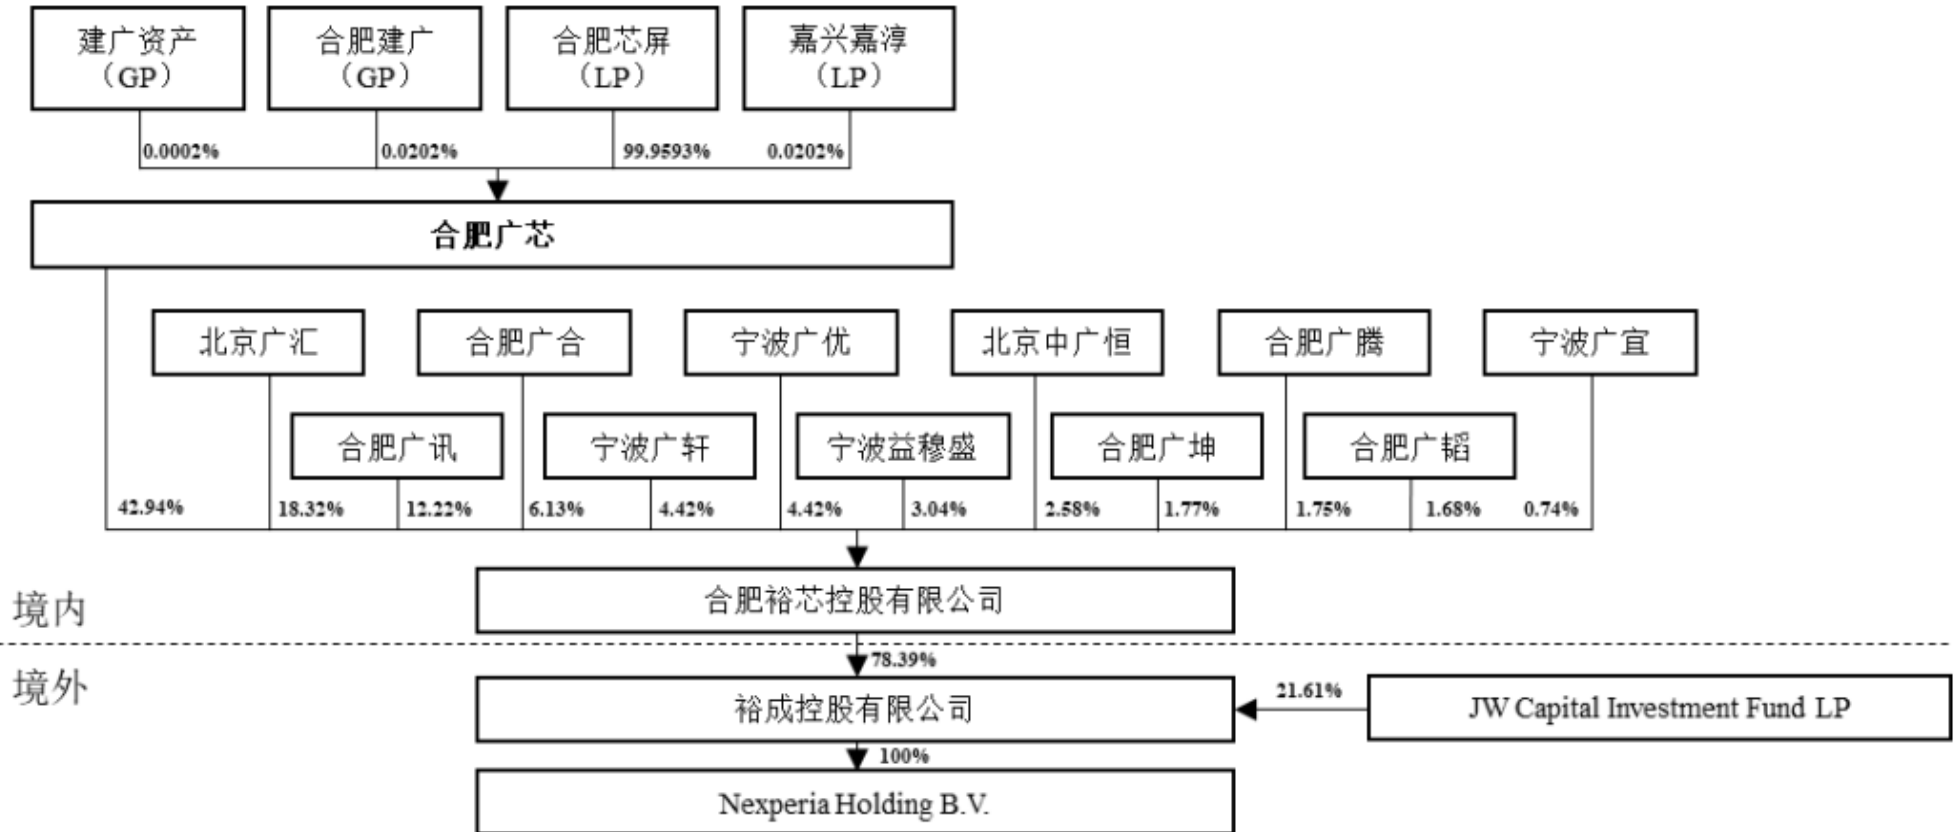 建广资产
（GP）
合肥建广
（GP）
合肥芯屏
（LP）
嘉兴嘉淳
（LP）
0.0002%
0.0202%
99.9593%
0.0202%
合肥广芯
北京广汇
合肥广合
宁波广优
北京中广恒
合肥广腾
宁波广宜
合肥广讯
宁波广轩
宁波益穆盛
合肥广坤
合肥广韬
42.94%
18.32%
12.22%
6.13%
4.42%
4.42%
3.04%
2.58%
1.77%
1.75%
1.68%
0.74%
合肥裕芯控股有限公司
境内
78.39%
境外
裕成控股有限公司
21.61%
JW Capital Investment Fund LP
100%
Nexperia Holding B.V.